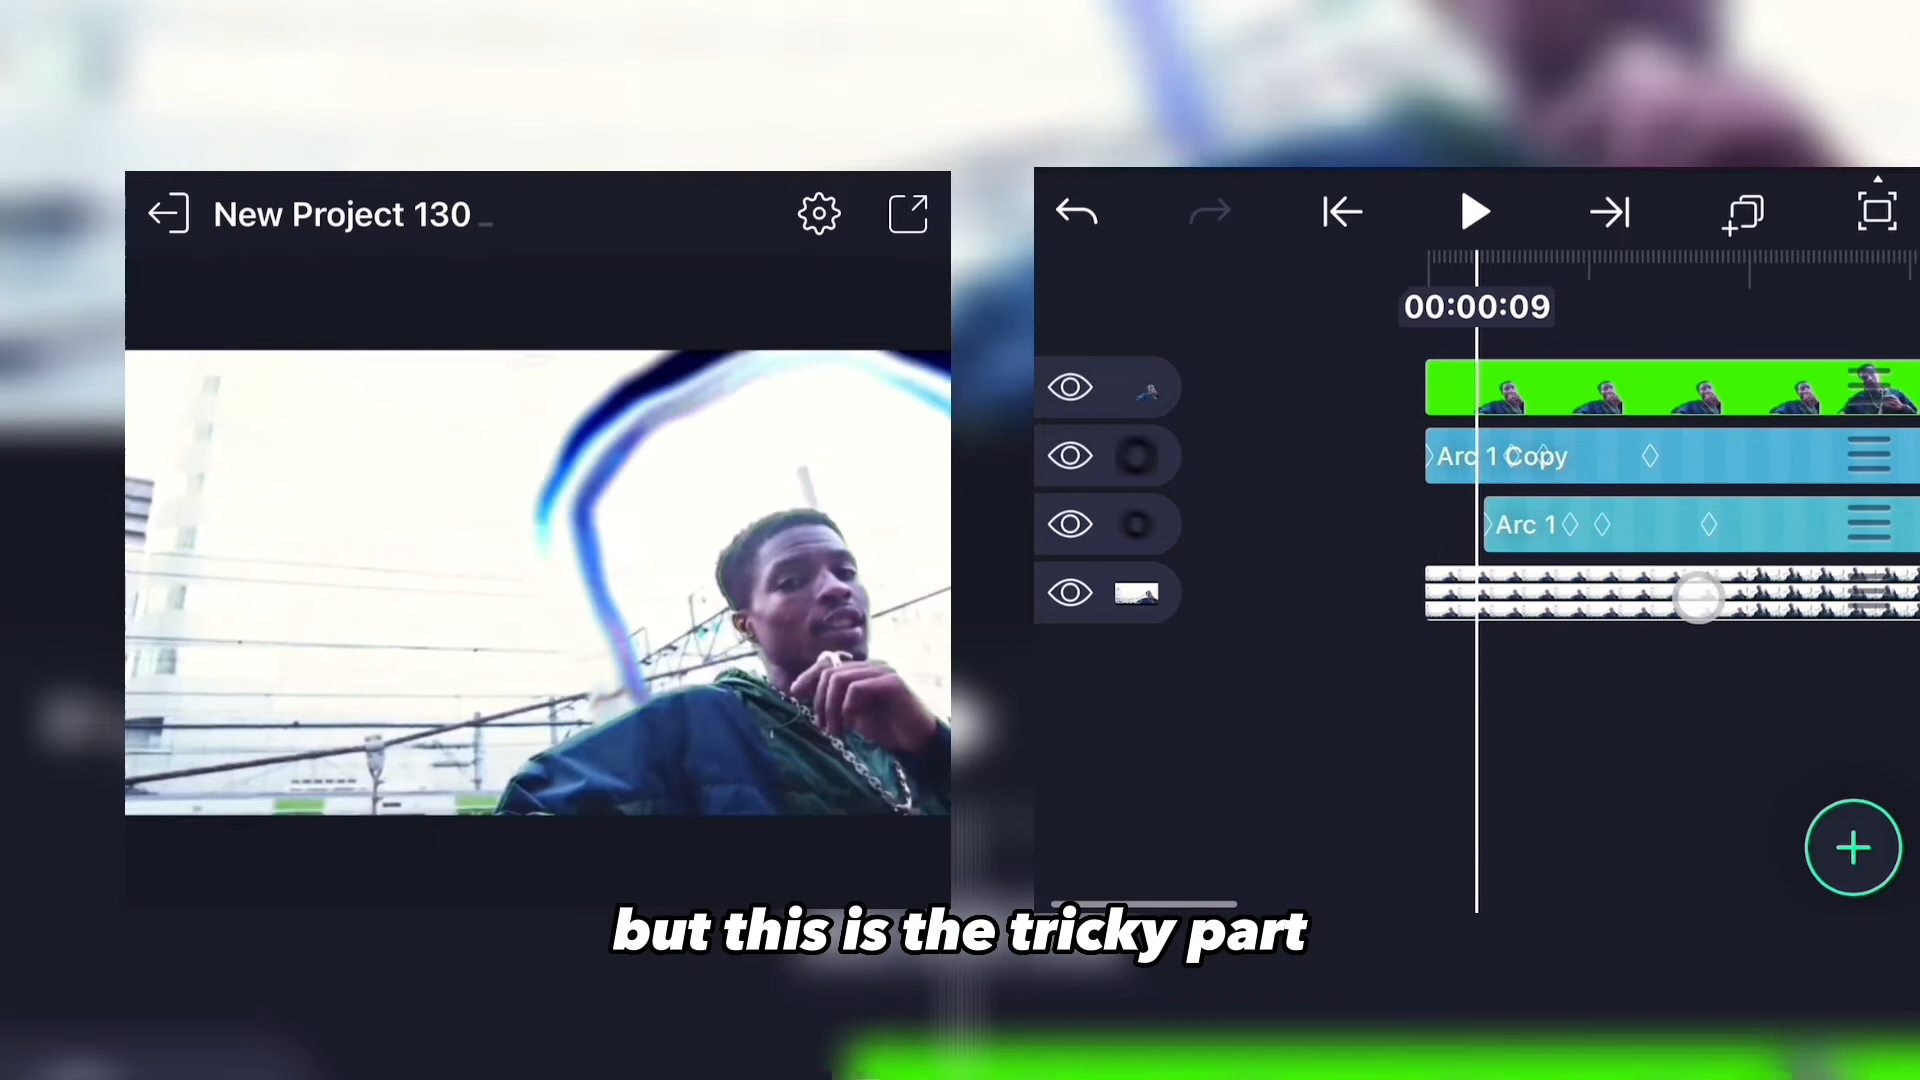 New Project 130
00:00:09
Arc 1 Copy
Arc 1
but this is the tricky part